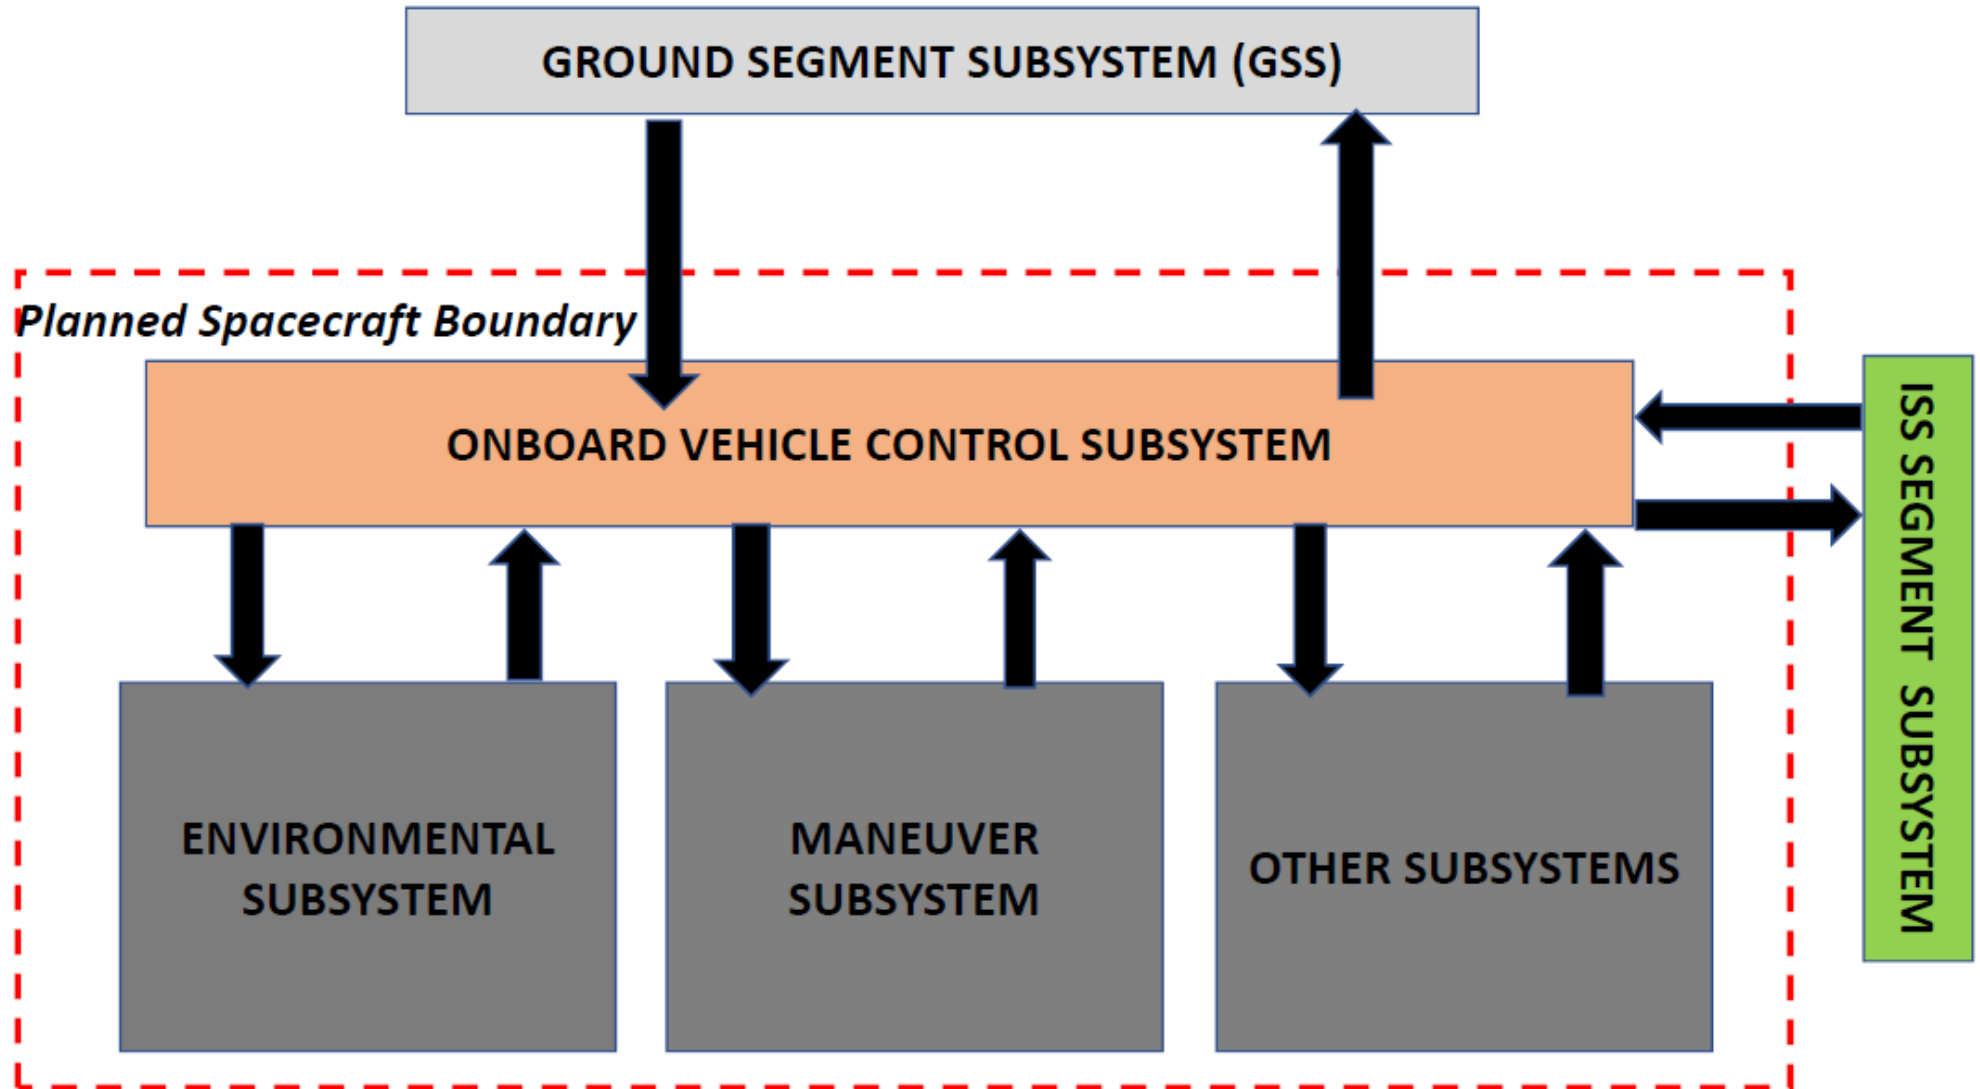 GROUND SEGMENT SUBSYSTEM (GSS)
Planned Spacecraft Boundary
ONBOARD VEHICLE CONTROL SUBSYSTEM
ISS SEGMENT SUBSYSTEM
ENVIRONMENTAL
SUBSYSTEM
MANEUVER
SUBSYSTEM
OTHER SUBSYSTEMS